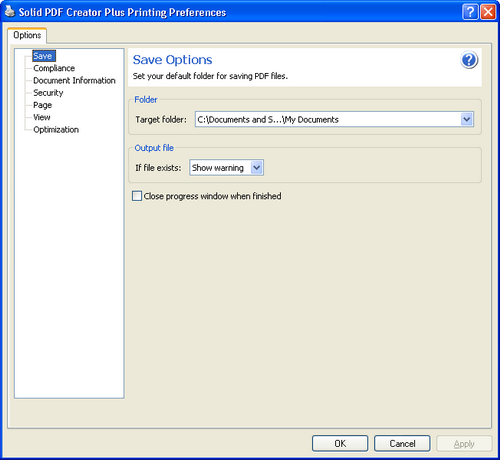 Solid PDF Creator Plus Printing Preferences
Options
Save
Compliance
Document Information
Security
Page
View
Optimization
Save Options
Set your default folder for saving PDF files.
Folder
Target folder: C:\Documents and S...\My Documents
Output file
If file exists: Show warning
Close progress window when finished
OK Cancel Apply